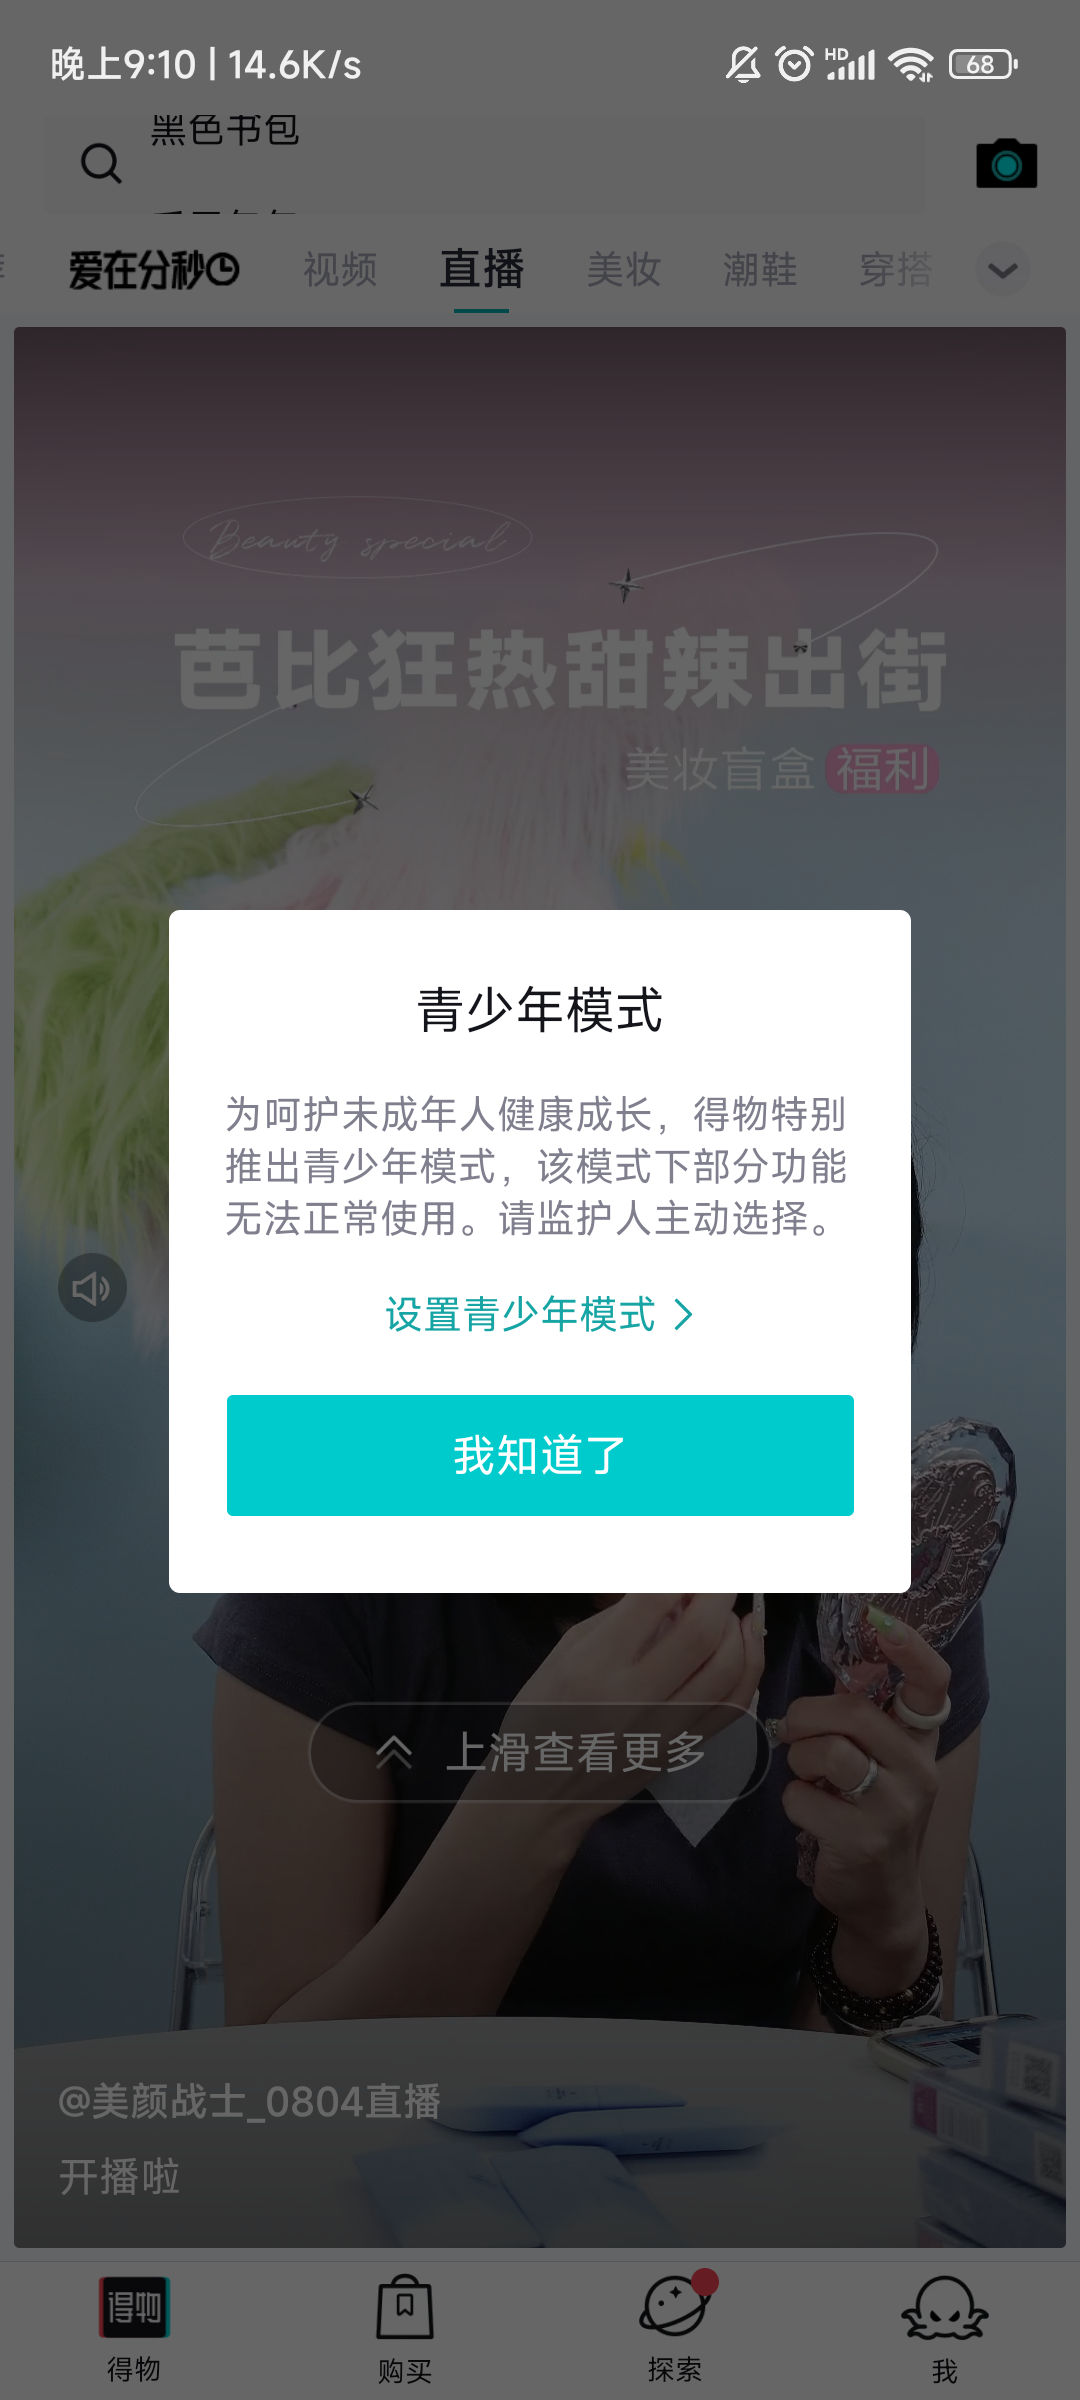 晚上9:10 | 14.6K/s
HD
68
黑色书包
爱在分秒
视频
直播
美妆
潮鞋
穿搭
Beauty special
芭比狂热甜辣出街
美妆盲盒 福利
青少年模式
为呵护未成年人健康成长，得物特别
推出青少年模式，该模式下部分功能
无法正常使用。请监护人主动选择。
设置青少年模式
我知道了
上滑查看更多
@美颜战士_0804直播
开播啦
得物
得物
购买
探索
我